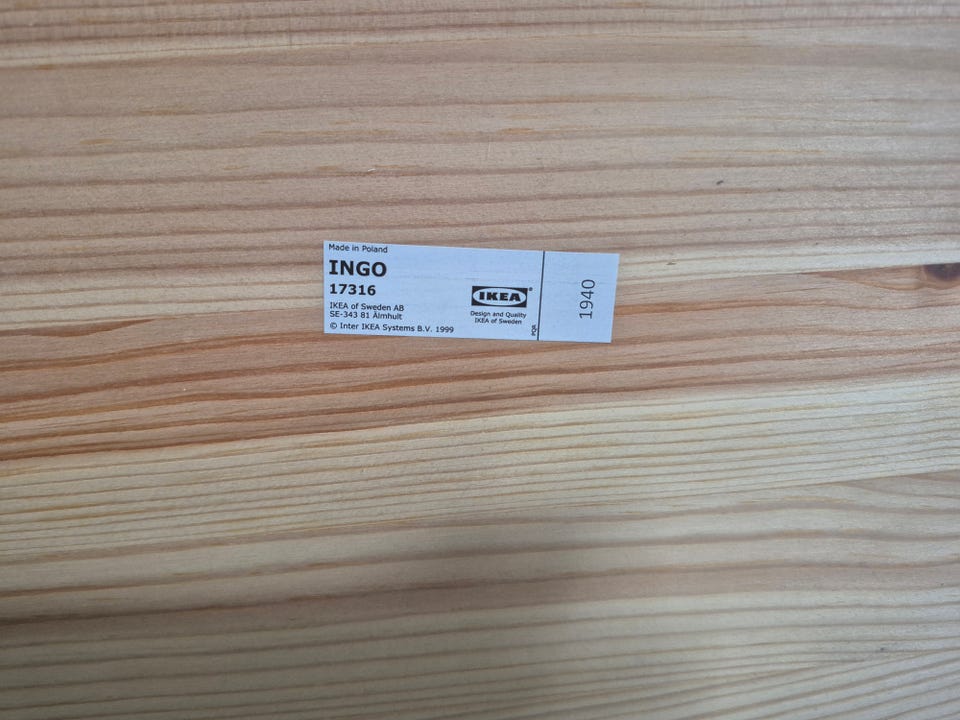 Made in Poland
INGO
17316
IKEA of Sweden AB
SE-343 81 Älmhult
© Inter IKEA Systems B.V. 1999
IKEA®
Design and Quality
IKEA of Sweden
PQR
1940